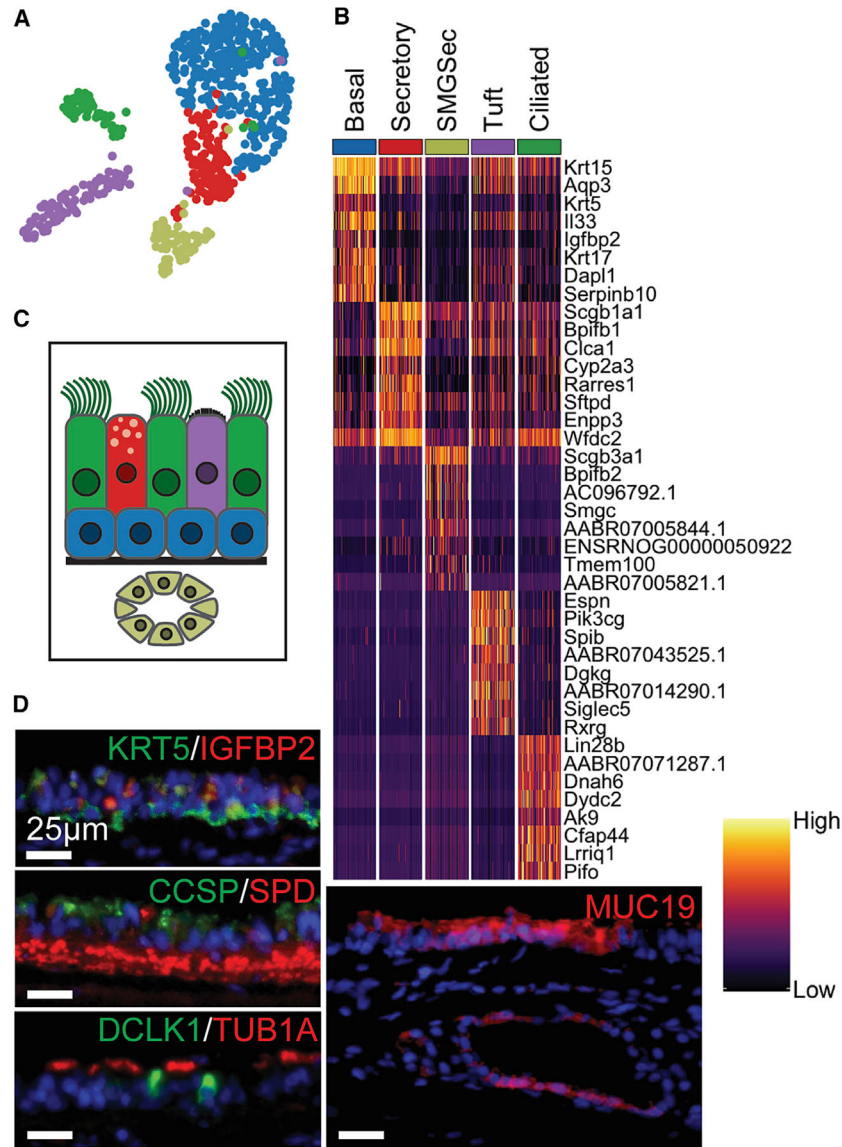 A
B
Basal
Secretory
SMGSec
Tuft
Ciliated
Krt15
Aqp3
Krt5
Il33
Igfbp2
Krt17
Dapl1
Serpinb10
Scgb1a1
Bpifb1
Clca1
Cyp2a3
Rarres1
Sftpd
Enpp3
Wfdc2
Scgb3a1
Bpifb2
AC096792.1
Smgc
AABR07005844.1
ENSRNOG00000050922
Tmem100
AABR07005821.1
Espn
Pik3cg
Spib
AABR07043525.1
Dgkg
AABR07014290.1
Siglec5
Rxrg
Lin28b
AABR07071287.1
Dnah6
Dydc2
Ak9
Cfap44
Lrriq1
Pifo
High
Low
C
D
KRT5/IGFBP2
25µm
CCSP/SPD
DCLK1/TUB1A
MUC19